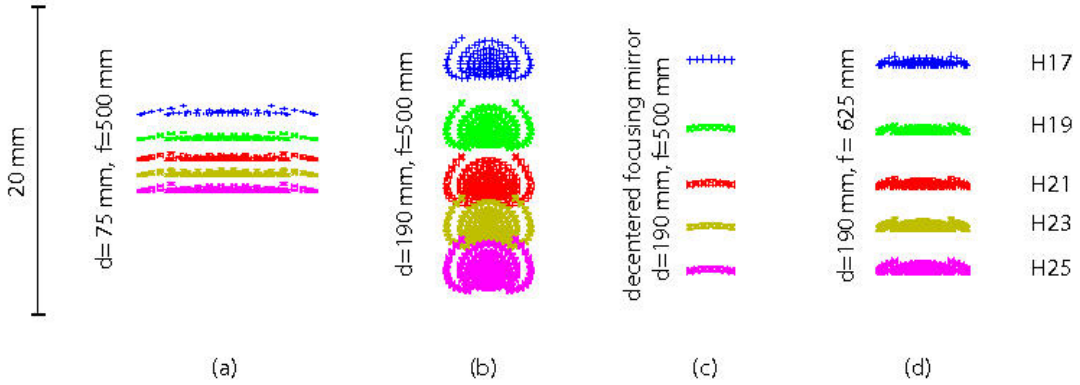 20 mm
d= 75 mm, f=500 mm
d=190 mm, f=500 mm
decentered focusing mirror
d=190 mm, f=500 mm
d=190 mm, f = 625 mm
H17
H19
H21
H23
H25
(a)
(b)
(c)
(d)